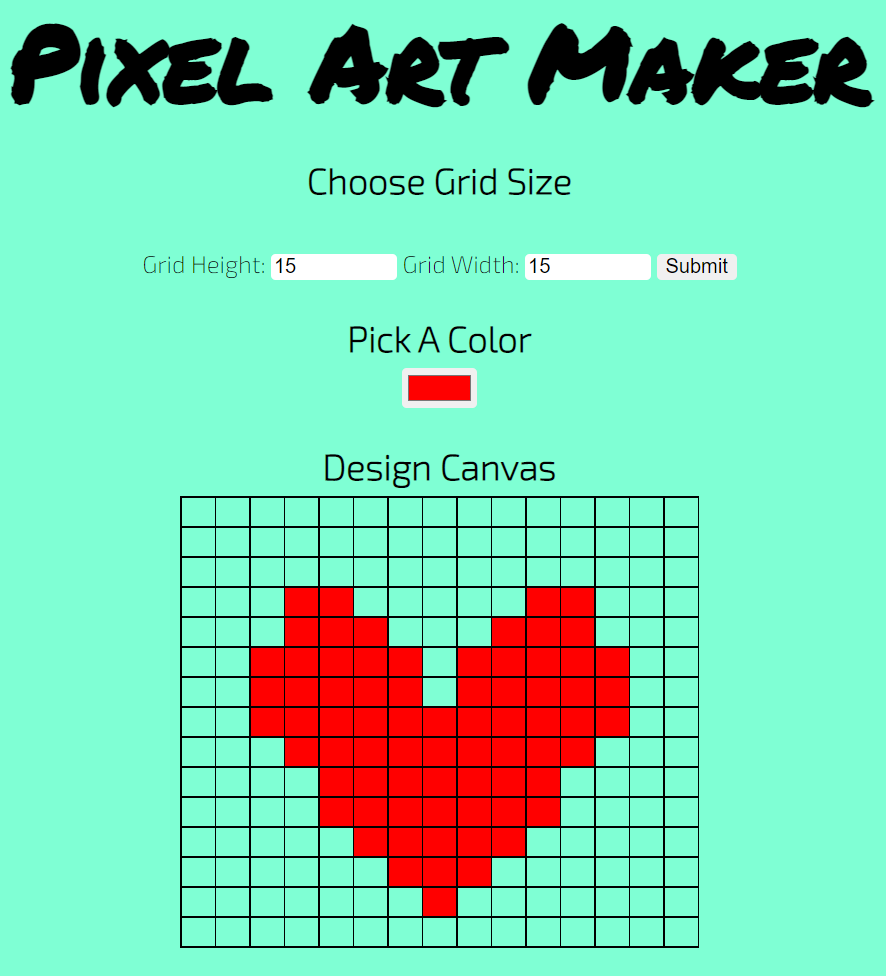 Pixel Art Maker
Choose Grid Size
Grid Height: 15 Grid Width: 15 Submit
Pick A Color
Design Canvas